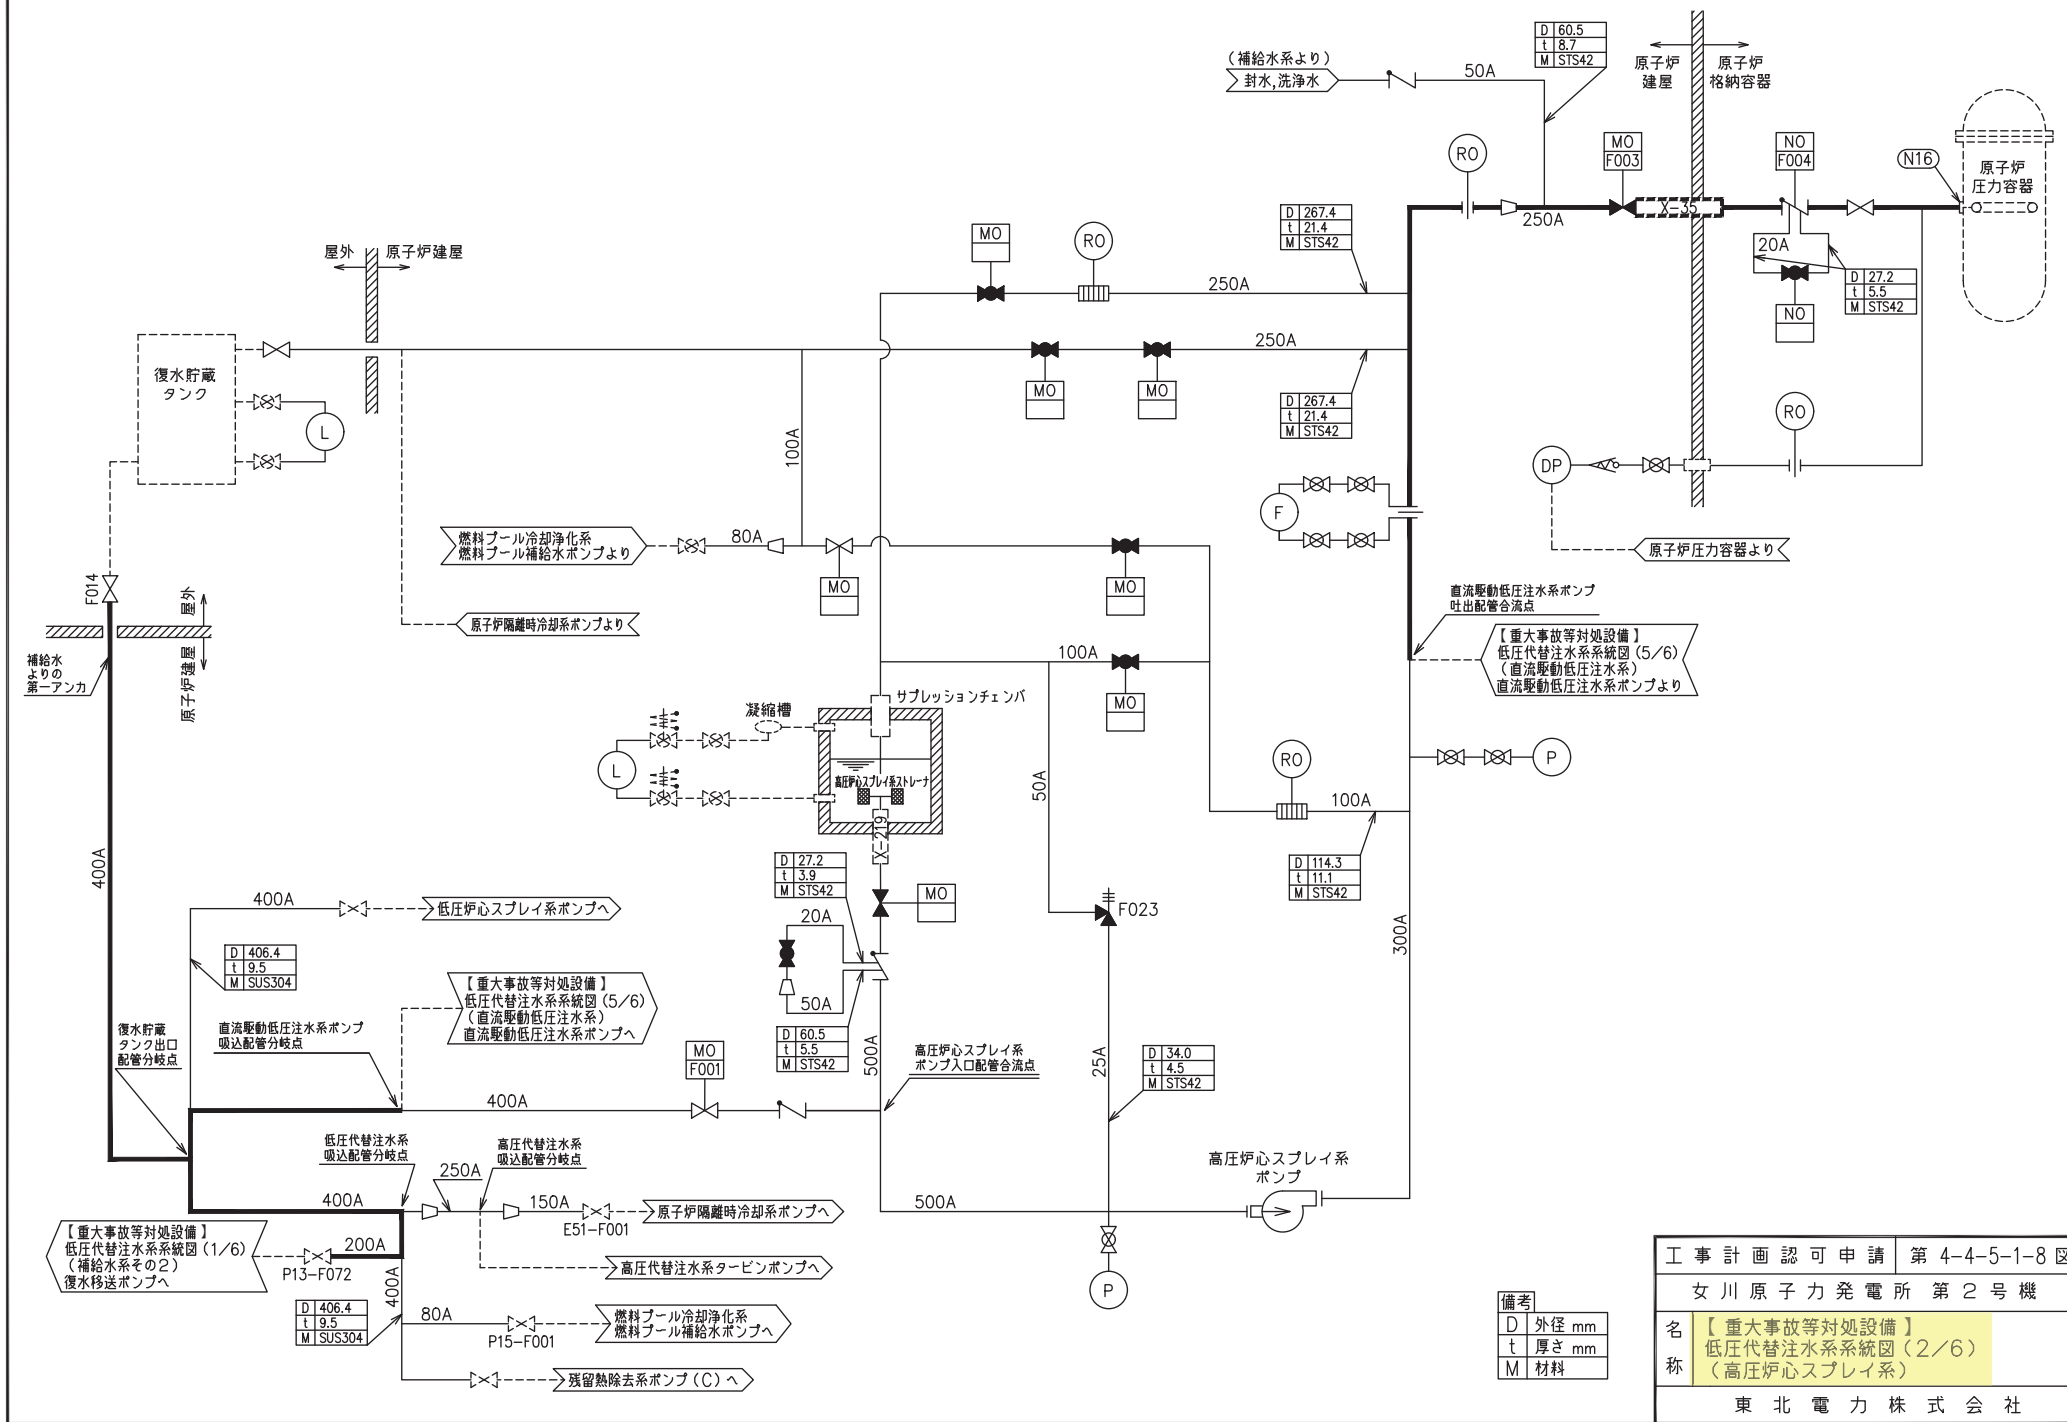 D 60.5
t 8.7
M STS42
(補給水系より)
封水,洗浄水
50A
原子炉
建屋
原子炉
格納容器
RO
MO
F003
NO
F004
N16
原子炉
圧力容器
X-35
250A
20A
D 27.2
t 5.5
M STS42
NO
D 267.4
t 21.4
M STS42
MO
RO
250A
屋外
原子炉建屋
250A
MO
MO
D 267.4
t 21.4
M STS42
復水貯蔵
タンク
L
100A
RO
DP
F
原子炉圧力容器より
燃料プール冷却浄化系
燃料プール補給水ポンプより
80A
MO
MO
F014
屋外
原子炉建屋
原子炉隔離時冷却系ポンプより
直流駆動低圧注水系ポンプ
吐出配管合流点
【重大事故等対処設備】
低圧代替注水系系統図(5/6)
(直流駆動低圧注水系)
直流駆動低圧注水系ポンプより
補給水
よりの
第一アンカ
100A
MO
サプレッションチェンバ
凝縮槽
L
高圧炉心スプレイ系ストレーナ
X-219
50A
RO
100A
P
D 114.3
t 11.1
M STS42
400A
D 27.2
t 3.9
M STS42
MO
20A
50A
F023
300A
400A
低圧炉心スプレイ系ポンプへ
D 406.4
t 9.5
M SUS304
【重大事故等対処設備】
低圧代替注水系系統図(5/6)
(直流駆動低圧注水系)
直流駆動低圧注水系ポンプへ
D 60.5
t 5.5
M STS42
500A
復水貯蔵
タンク出口
配管分岐点
直流駆動低圧注水系ポンプ
吸込配管分岐点
MO
F001
高圧炉心スプレイ系
ポンプ入口配管合流点
25A
D 34.0
t 4.5
M STS42
400A
低圧代替注水系
吸込配管分岐点
高圧代替注水系
吸込配管分岐点
250A
高圧炉心スプレイ系
ポンプ
400A
150A
E51-F001
原子炉隔離時冷却系ポンプへ
500A
【重大事故等対処設備】
低圧代替注水系系統図(1/6)
(補給水系その2)
復水移送ポンプへ
200A
P13-F072
400A
高圧代替注水系タービンポンプへ
P
D 406.4
t 9.5
M SUS304
80A
P15-F001
燃料プール冷却浄化系
燃料プール補給水ポンプへ
残留熱除去系ポンプ(C)へ
備考
D 外径 mm
t 厚さ mm
M 材料
工事計画認可申請 第 4-4-5-1-8 図
女川原子力発電所 第2号機
名称
【重大事故等対処設備】
低圧代替注水系系統図(2/6)
(高圧炉心スプレイ系)
東北電力株式会社